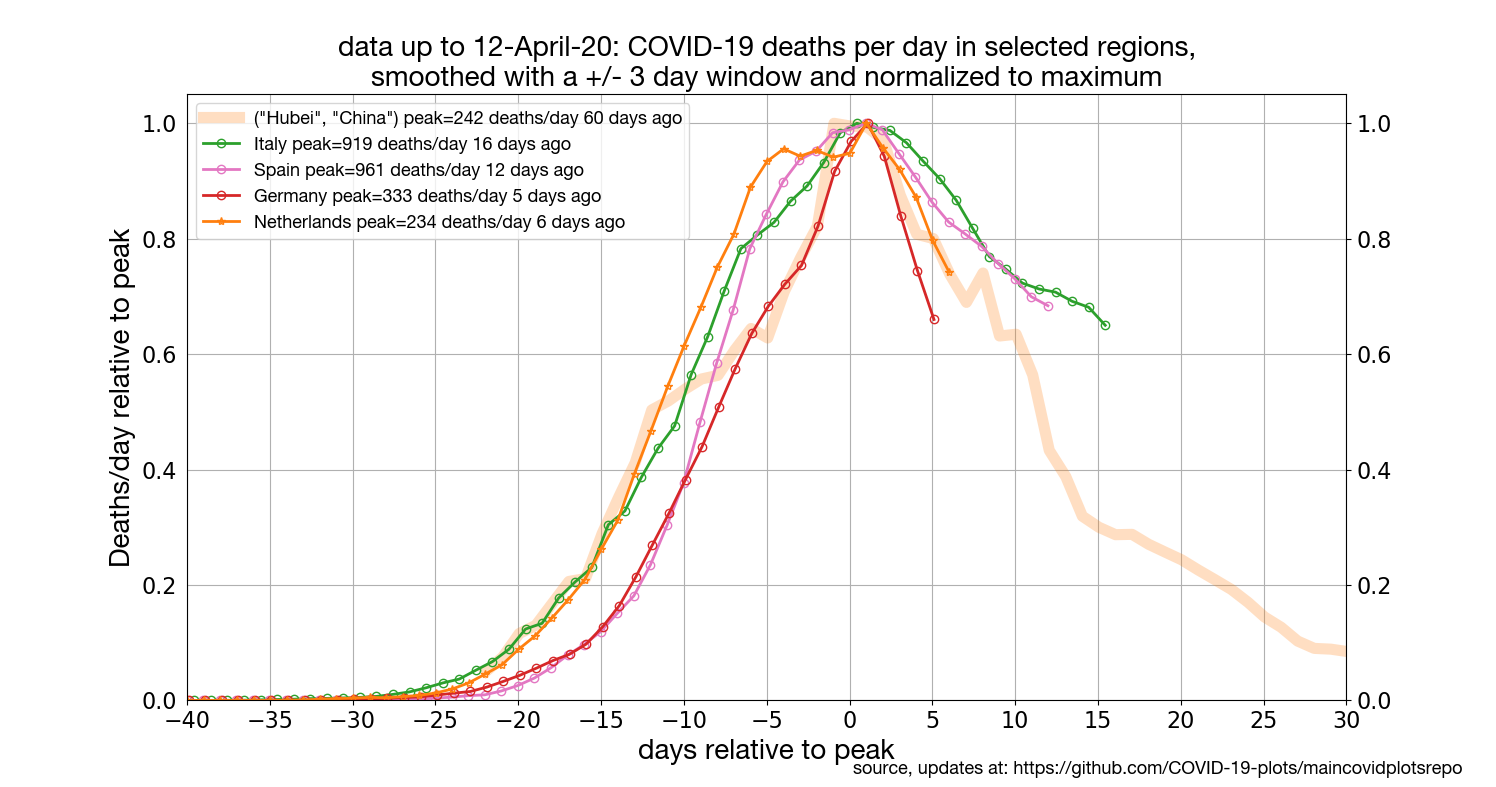 data up to 12-April-20: COVID-19 deaths per day in selected regions,
smoothed with a +/- 3 day window and normalized to maximum
("Hubei", "China") peak=242 deaths/day 60 days ago
Italy peak=919 deaths/day 16 days ago
Spain peak=961 deaths/day 12 days ago
Germany peak=333 deaths/day 5 days ago
Netherlands peak=234 deaths/day 6 days ago
Deaths/day relative to peak
1.0
0.8
0.6
0.4
0.2
0.0
1.0
0.8
0.6
0.4
0.2
0.0
−40 −35 −30 −25 −20 −15 −10 −5 0 5 10 15 20 25 30
days relative to peak
source, updates at: https://github.com/COVID-19-plots/maincovidplotsrepo